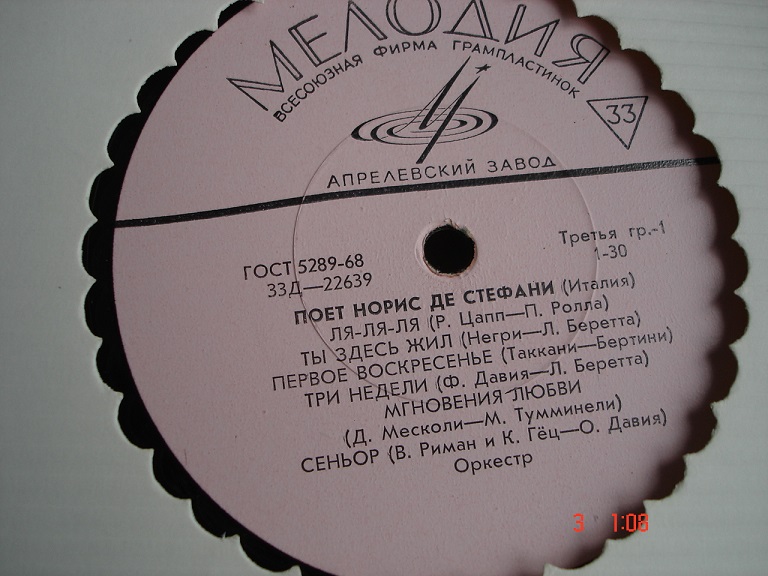 МЕЛОДИЯ
ВСЕСОЮЗНАЯ ФИРМА ГРАМПЛАСТИНОК
33
АПРЕЛЕВСКИЙ ЗАВОД
ГОСТ 5289-68
33Д—22639
Третья гр.-1
1-30
ПОЕТ НОРИС ДЕ СТЕФАНИ (Италия)
ЛЯ-ЛЯ-ЛЯ (Р. Цапп—П. Ролла)
ТЫ ЗДЕСЬ ЖИЛ (Негри—Л. Беретта)
ПЕРВОЕ ВОСКРЕСЕНЬЕ (Таккани—Бертини)
ТРИ НЕДЕЛИ (Ф. Давия—Л. Беретта)
МГНОВЕНИЯ ЛЮБВИ
(Д. Месколи—М. Тумминели)
СЕНЬОР (В. Риман и К. Гёц—О. Давия)
Оркестр
3 1:03